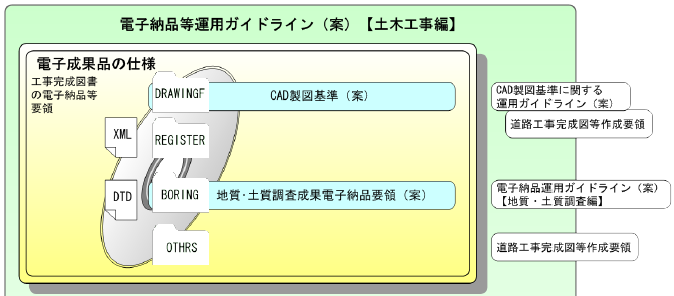 電子納品等運用ガイドライン（案）【土木工事編】
電子成果品の仕様
工事完成図書
の電子納品等
要領
DRAWINGF
CAD製図基準（案）
CAD製図基準に関する
運用ガイドライン（案）
道路工事完成図等作成要領
XML
REGISTER
DTD
BORING
地質･土質調査成果電子納品要領（案）
電子納品運用ガイドライン（案）
【地質・土質調査編】
OTHRS
道路工事完成図等作成要領